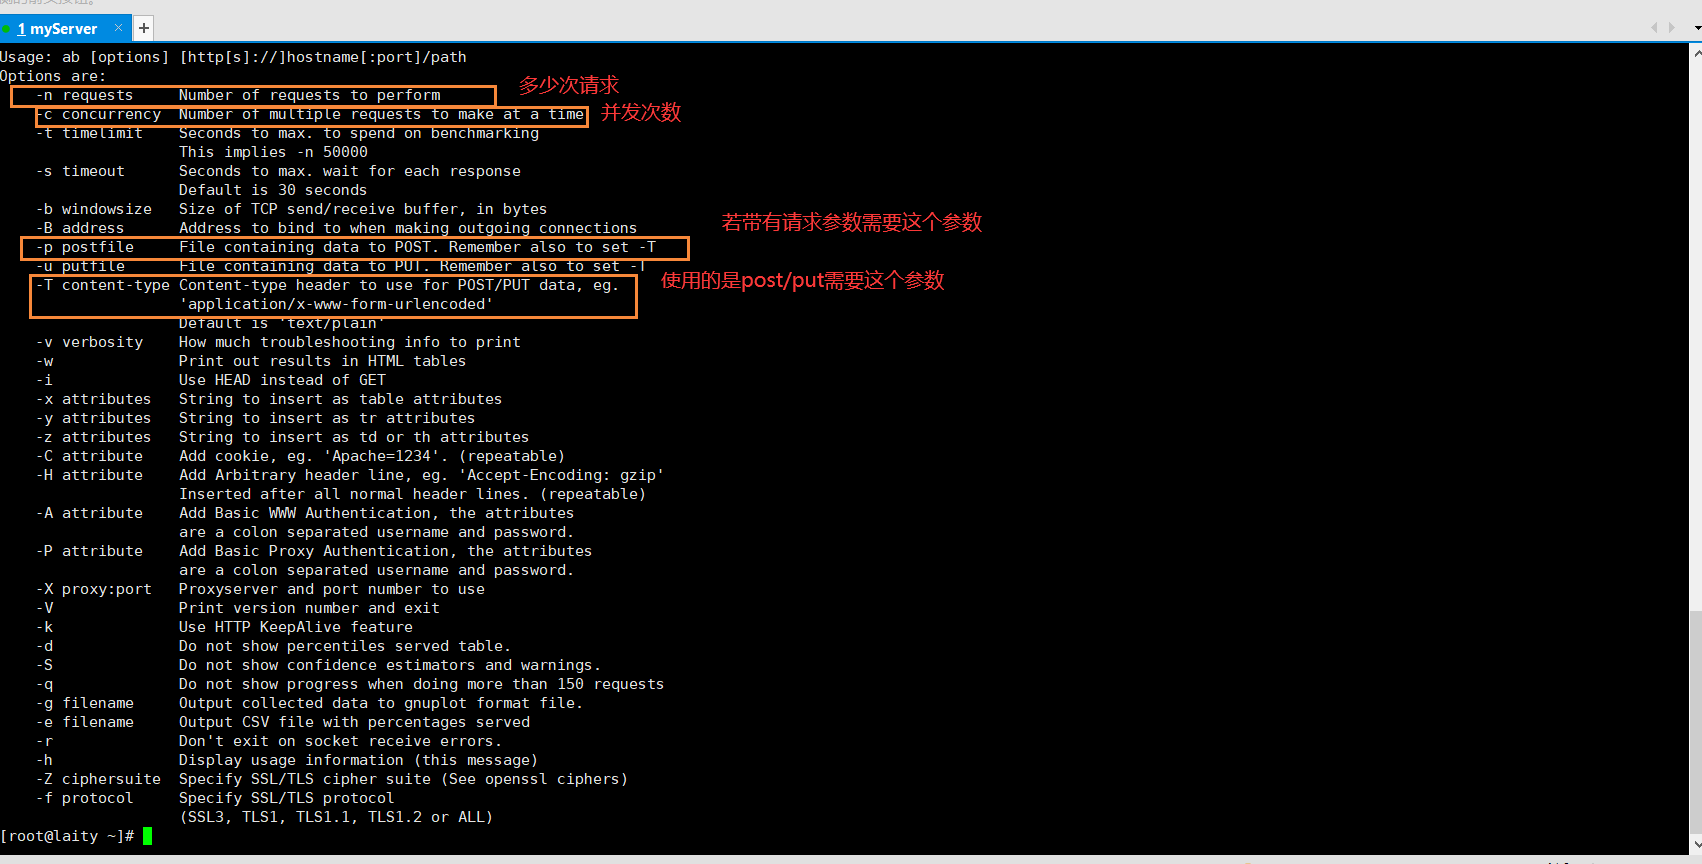 1 myServer × +
Usage: ab [options] [http[s]://]hostname[:port]/path
Options are:
-n requests Number of requests to perform
多少次请求
-c concurrency Number of multiple requests to make at a time
并发次数
-t timelimit Seconds to max. to spend on benchmarking
This implies -n 50000
-s timeout Seconds to max. wait for each response
Default is 30 seconds
-b windowsize Size of TCP send/receive buffer, in bytes
-B address Address to bind to when making outgoing connections
若带有请求参数需要这个参数
-p postfile File containing data to POST. Remember also to set -T
-u putfile File containing data to PUT. Remember also to set -T
-T content-type Content-type header to use for POST/PUT data, eg.
使用的是post/put需要这个参数
'application/x-www-form-urlencoded'
Default is 'text/plain'
-v verbosity How much troubleshooting info to print
-w Print out results in HTML tables
-i Use HEAD instead of GET
-x attributes String to insert as table attributes
-y attributes String to insert as tr attributes
-z attributes String to insert as td or th attributes
-C attribute Add cookie, eg. 'Apache=1234'. (repeatable)
-H attribute Add Arbitrary header line, eg. 'Accept-Encoding: gzip'
Inserted after all normal header lines. (repeatable)
-A attribute Add Basic WWW Authentication, the attributes
are a colon separated username and password.
-P attribute Add Basic Proxy Authentication, the attributes
are a colon separated username and password.
-X proxy:port Proxyserver and port number to use
-V Print version number and exit
-k Use HTTP KeepAlive feature
-d Do not show percentiles served table.
-S Do not show confidence estimators and warnings.
-q Do not show progress when doing more than 150 requests
-g filename Output collected data to gnuplot format file.
-e filename Output CSV file with percentages served
-r Don't exit on socket receive errors.
-h Display usage information (this message)
-Z ciphersuite Specify SSL/TLS cipher suite (See openssl ciphers)
-f protocol Specify SSL/TLS protocol
(SSL3, TLS1, TLS1.1, TLS1.2 or ALL)
[root@laity ~]#